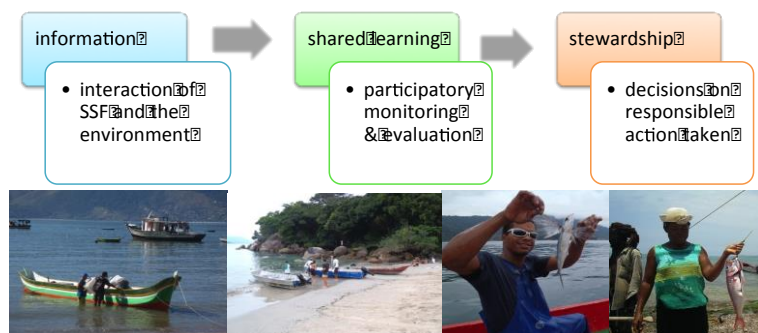 information
shared learning
stewardship
• interaction of
SSF and the
environment
• participatory
monitoring
& evaluation
• decisions on
responsible
action taken